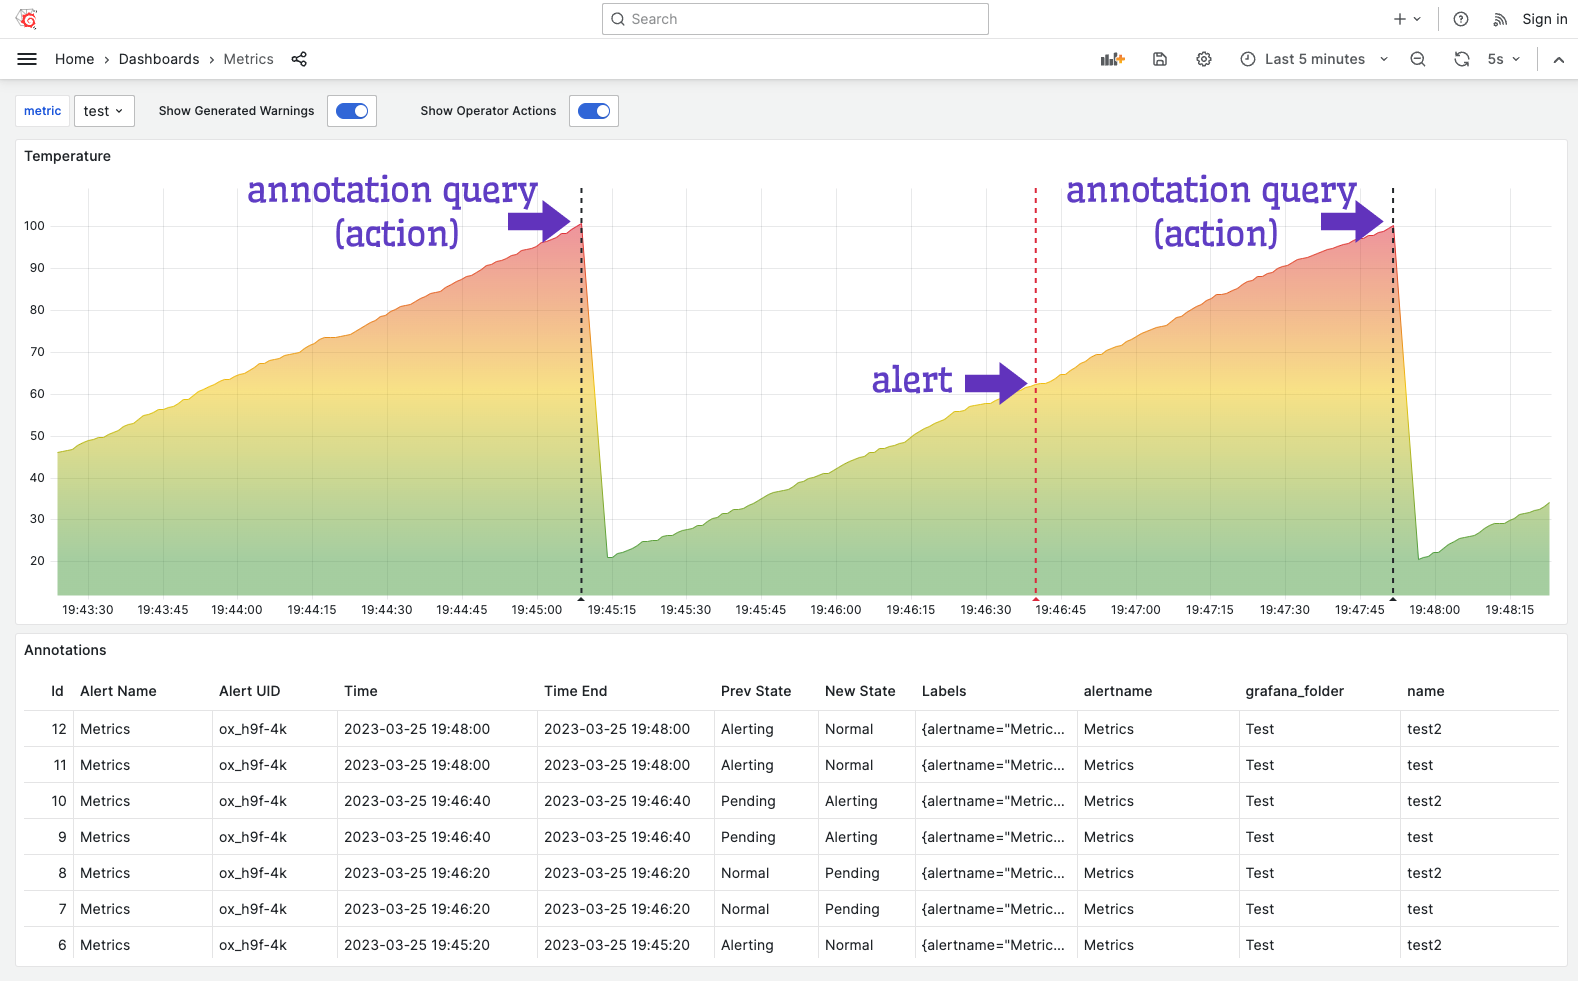 Search
Sign in
Home › Dashboards › Metrics
Last 5 minutes
5s
metric
test
Show Generated Warnings
Show Operator Actions
Temperature
annotation query
(action)
annotation query
(action)
alert
100
90
80
70
60
50
40
30
20
19:43:30 19:43:45 19:44:00 19:44:15 19:44:30 19:44:45 19:45:00 19:45:15 19:45:30 19:45:45 19:46:00 19:46:15 19:46:30 19:46:45 19:47:00 19:47:15 19:47:30 19:47:45 19:48:00 19:48:15
Annotations
Id Alert Name Alert UID Time Time End Prev State New State Labels alertname grafana_folder name
12 Metrics ox_h9f-4k 2023-03-25 19:48:00 2023-03-25 19:48:00 Alerting Normal {alertname="Metric... Metrics Test test2
11 Metrics ox_h9f-4k 2023-03-25 19:48:00 2023-03-25 19:48:00 Alerting Normal {alertname="Metric... Metrics Test test
10 Metrics ox_h9f-4k 2023-03-25 19:46:40 2023-03-25 19:46:40 Pending Alerting {alertname="Metric... Metrics Test test2
9 Metrics ox_h9f-4k 2023-03-25 19:46:40 2023-03-25 19:46:40 Pending Alerting {alertname="Metric... Metrics Test test
8 Metrics ox_h9f-4k 2023-03-25 19:46:20 2023-03-25 19:46:20 Normal Pending {alertname="Metric... Metrics Test test2
7 Metrics ox_h9f-4k 2023-03-25 19:46:20 2023-03-25 19:46:20 Normal Pending {alertname="Metric... Metrics Test test
6 Metrics ox_h9f-4k 2023-03-25 19:45:20 2023-03-25 19:45:20 Alerting Normal {alertname="Metric... Metrics Test test2